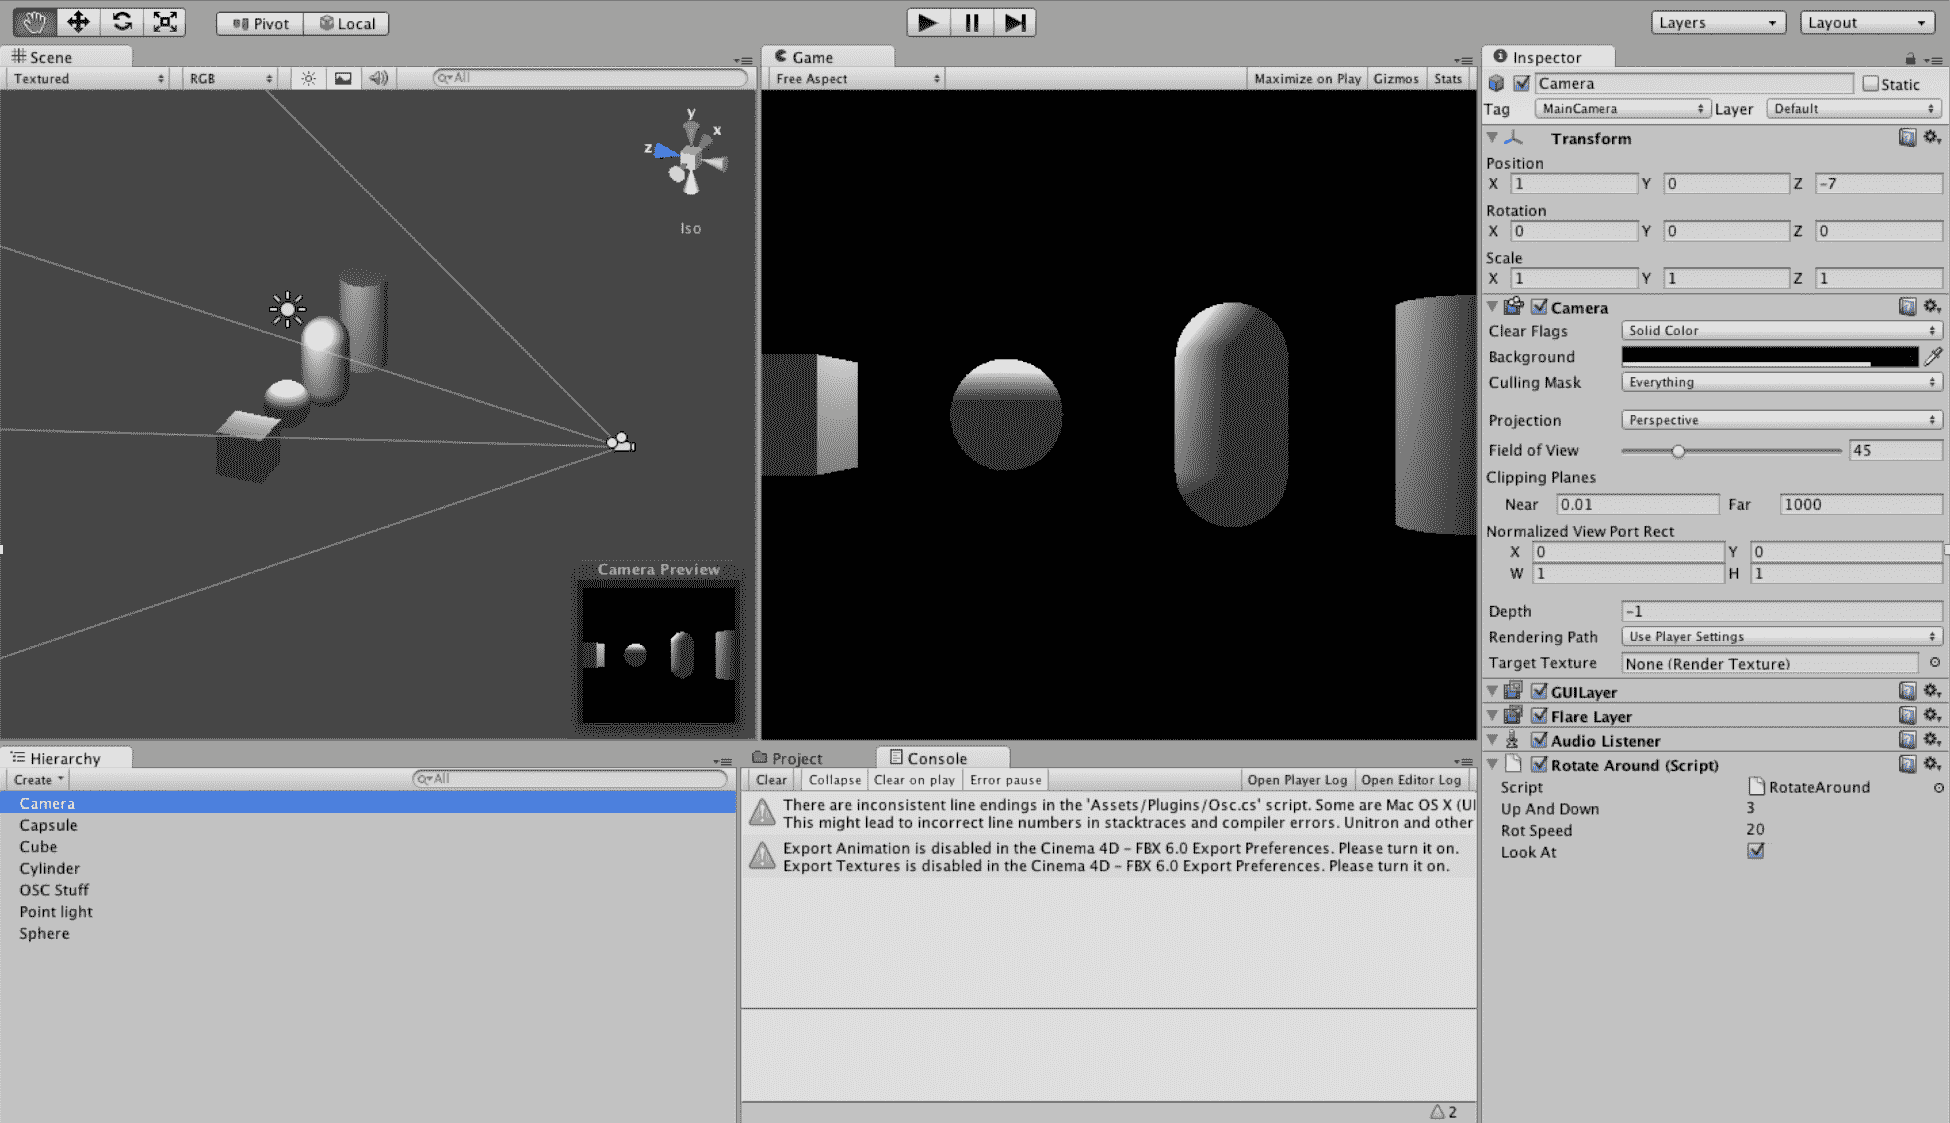 Pivot Local
Layers Layout
Scene
Textured RGB All
y
x
z
Iso
Camera Preview
Game
Free Aspect Maximize on Play Gizmos Stats
Inspector
Camera Static
Tag MainCamera Layer Default
Transform
Position
X 1 Y 0 Z -7
Rotation
X 0 Y 0 Z 0
Scale
X 1 Y 1 Z 1
Camera
Clear Flags Solid Color
Background
Culling Mask Everything
Projection Perspective
Field of View 45
Clipping Planes
Near 0.01 Far 1000
Normalized View Port Rect
X 0 Y 0
W 1 H 1
Depth -1
Rendering Path Use Player Settings
Target Texture None (Render Texture)
GUILayer
Flare Layer
Audio Listener
Rotate Around (Script)
Script RotateAround
Up And Down 3
Rot Speed 20
Look At
Hierarchy
Create All
Camera
Capsule
Cube
Cylinder
OSC Stuff
Point light
Sphere
Project Console
Clear Collapse Clear on play Error pause Open Player Log Open Editor Log
There are inconsistent line endings in the 'Assets/Plugins/Osc.cs' script. Some are Mac OS X (UI
This might lead to incorrect line numbers in stacktraces and compiler errors. Unitron and other
Export Animation is disabled in the Cinema 4D - FBX 6.0 Export Preferences. Please turn it on.
Export Textures is disabled in the Cinema 4D - FBX 6.0 Export Preferences. Please turn it on.
2